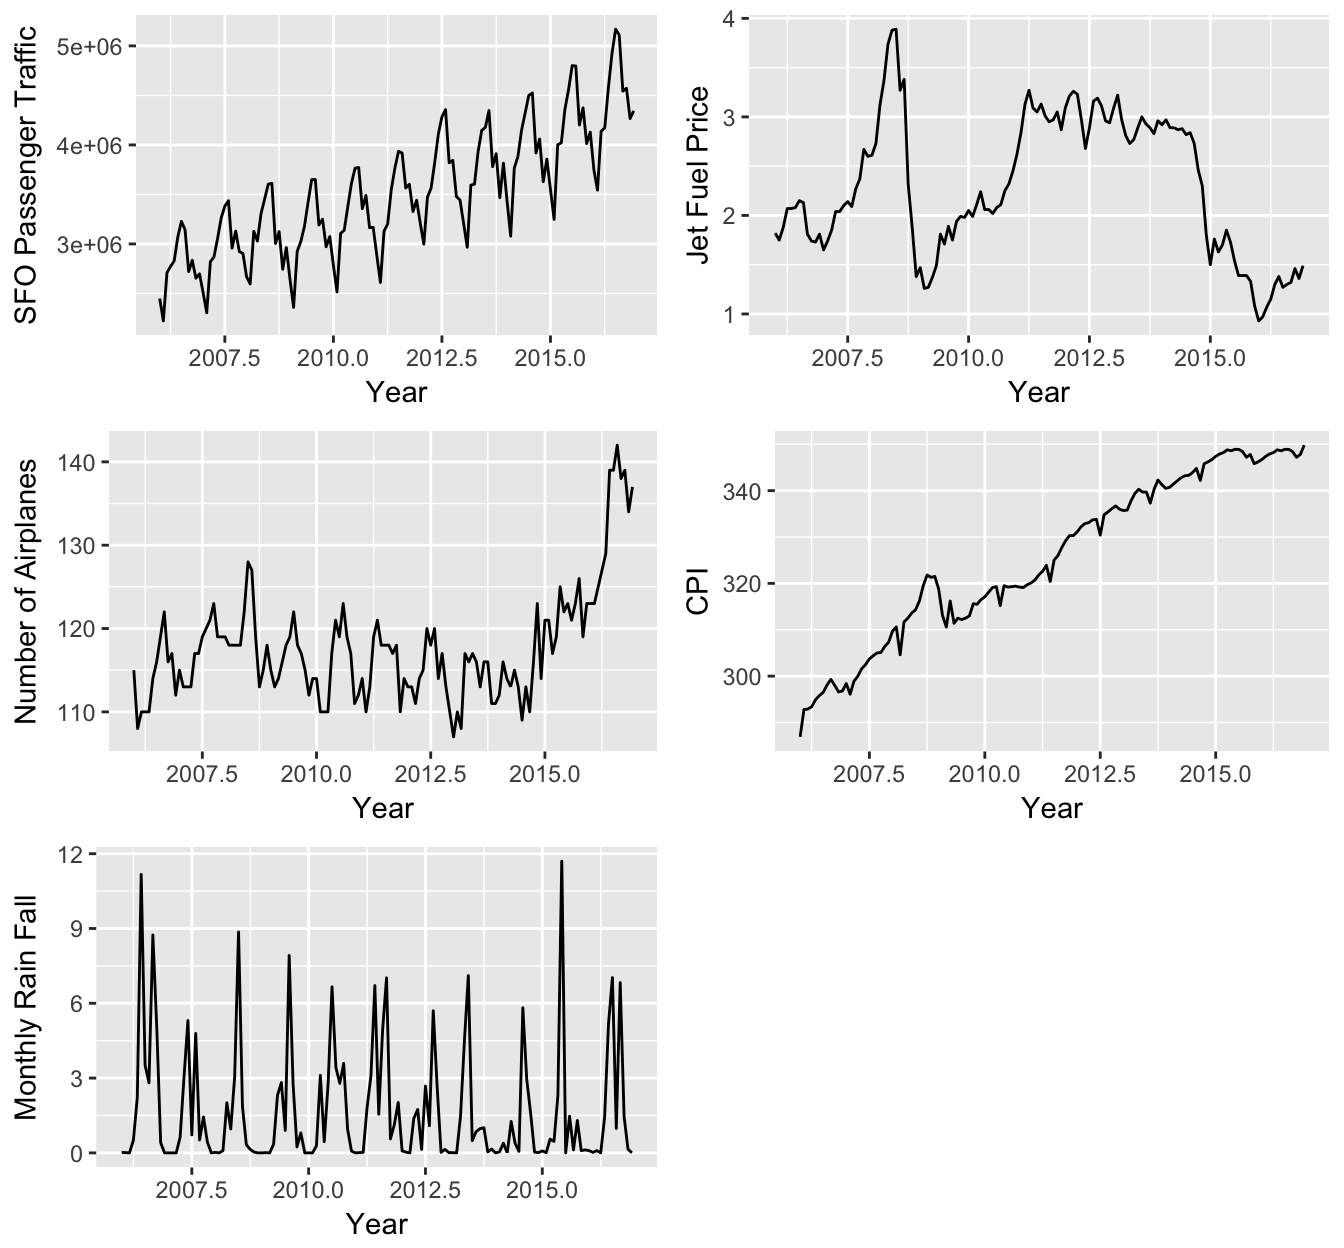 SFO Passenger Traffic
5e+06
4e+06
3e+06
2007.5 2010.0 2012.5 2015.0
Year
Jet Fuel Price
4
3
2
1
2007.5 2010.0 2012.5 2015.0
Year
Number of Airplanes
140
130
120
110
2007.5 2010.0 2012.5 2015.0
Year
CPI
340
320
300
2007.5 2010.0 2012.5 2015.0
Year
Monthly Rain Fall
12
9
6
3
0
2007.5 2010.0 2012.5 2015.0
Year